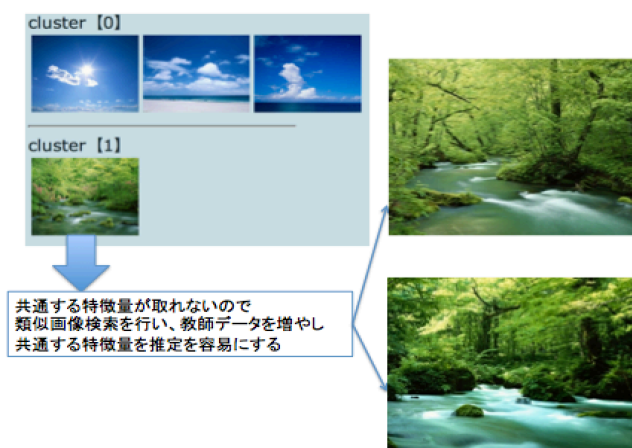 cluster【0】
cluster【1】
共通する特徴量が取れないので
類似画像検索を行い、教師データを増やし
共通する特徴量を推定を容易にする